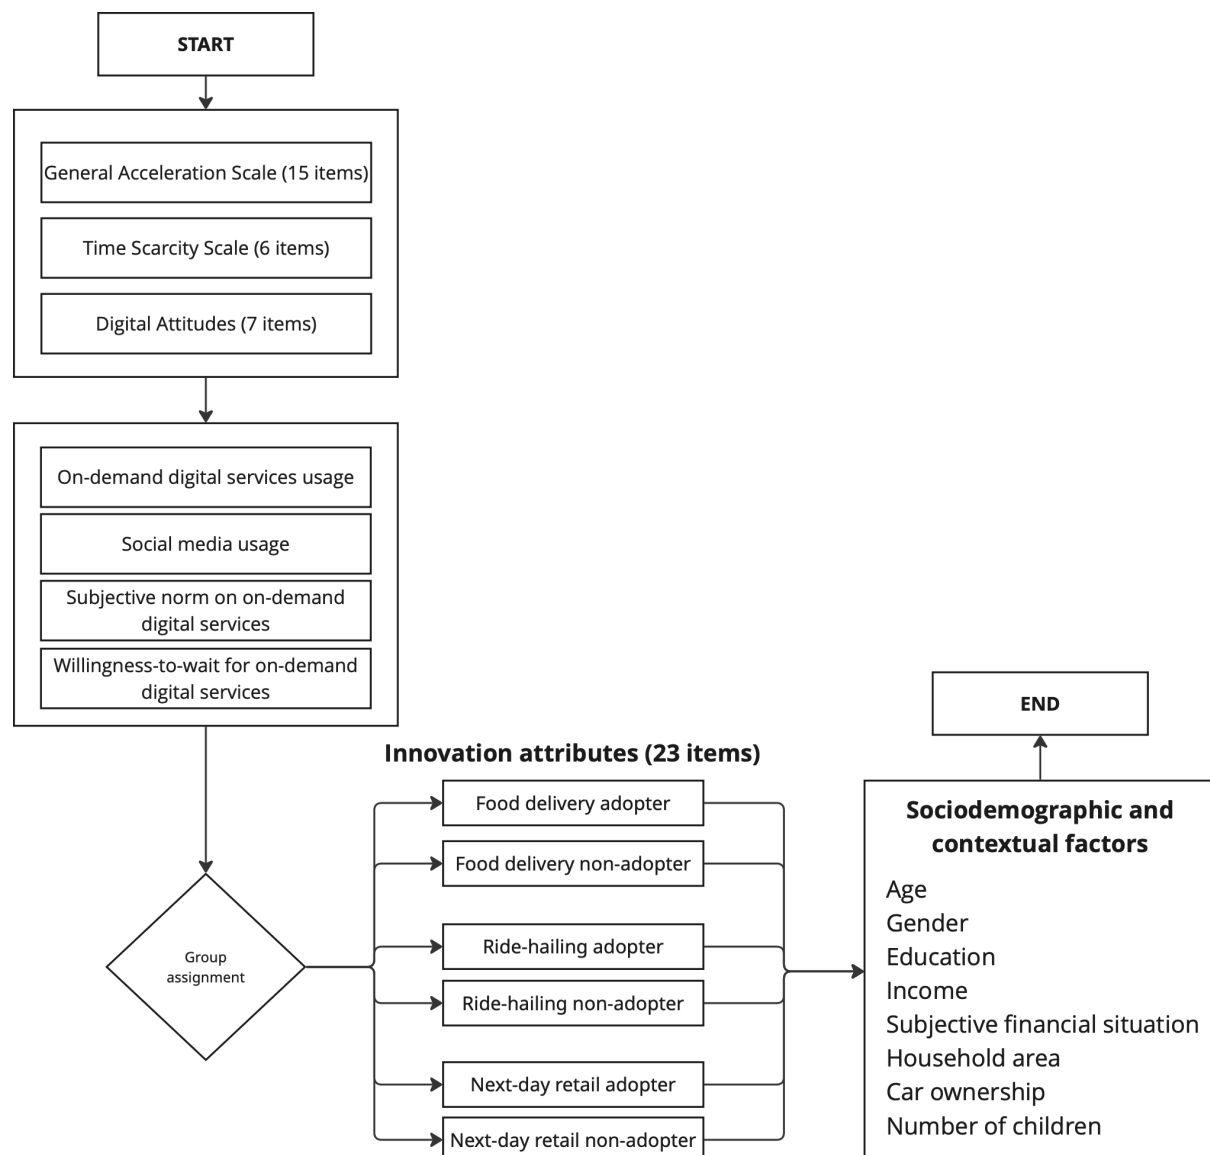 START
General Acceleration Scale (15 items)
Time Scarcity Scale (6 items)
Digital Attitudes (7 items)
On-demand digital services usage
Social media usage
Subjective norm on on-demand
digital services
Willingness-to-wait for on-demand
digital services
Group
assignment
Innovation attributes (23 items)
Food delivery adopter
Food delivery non-adopter
Ride-hailing adopter
Ride-hailing non-adopter
Next-day retail adopter
Next-day retail non-adopter
END
Sociodemographic and
contextual factors
Age
Gender
Education
Income
Subjective financial situation
Household area
Car ownership
Number of children